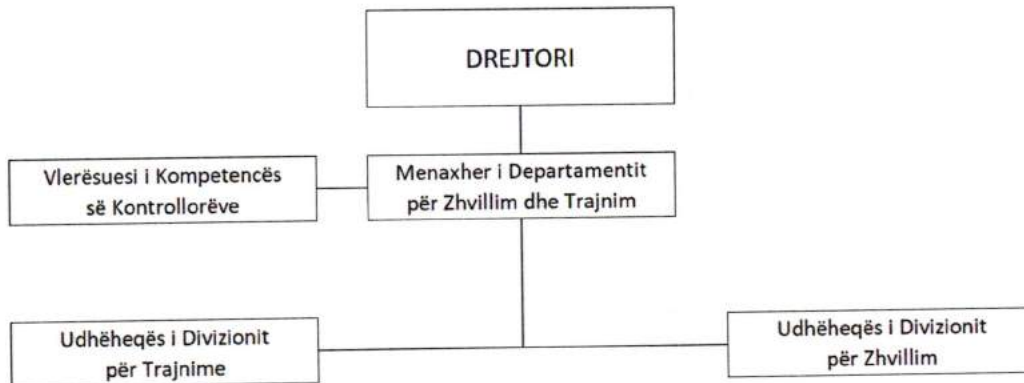 DREJTORI
Vlerësuesi i Kompetencës
së Kontrollorëve
Menaxher i Departamentit
për Zhvillim dhe Trajnim
Udhëheqës i Divizionit
për Trajnime
Udhëheqës i Divizionit
për Zhvillim